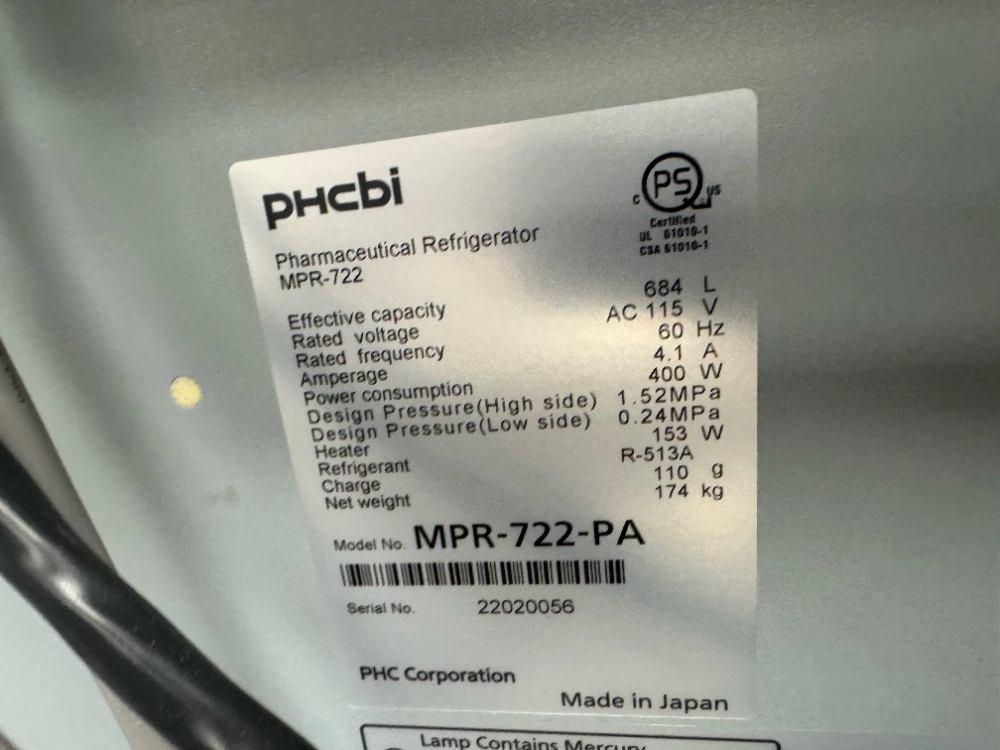 PHCbi
C PS US
Certified
UL 61010-1
CSA 61010-1
Pharmaceutical Refrigerator
MPR-722
Effective capacity 684 L
Rated voltage AC 115 V
Rated frequency 60 Hz
Amperage 4.1 A
Power consumption 400 W
Design Pressure(High side) 1.52MPa
Design Pressure(Low side) 0.24MPa
Heater 153 W
Refrigerant R-513A
Charge 110 g
Net weight 174 kg
Model No. MPR-722-PA
Serial No. 22020056
PHC Corporation
Made in Japan
Lamp Contains Mercury